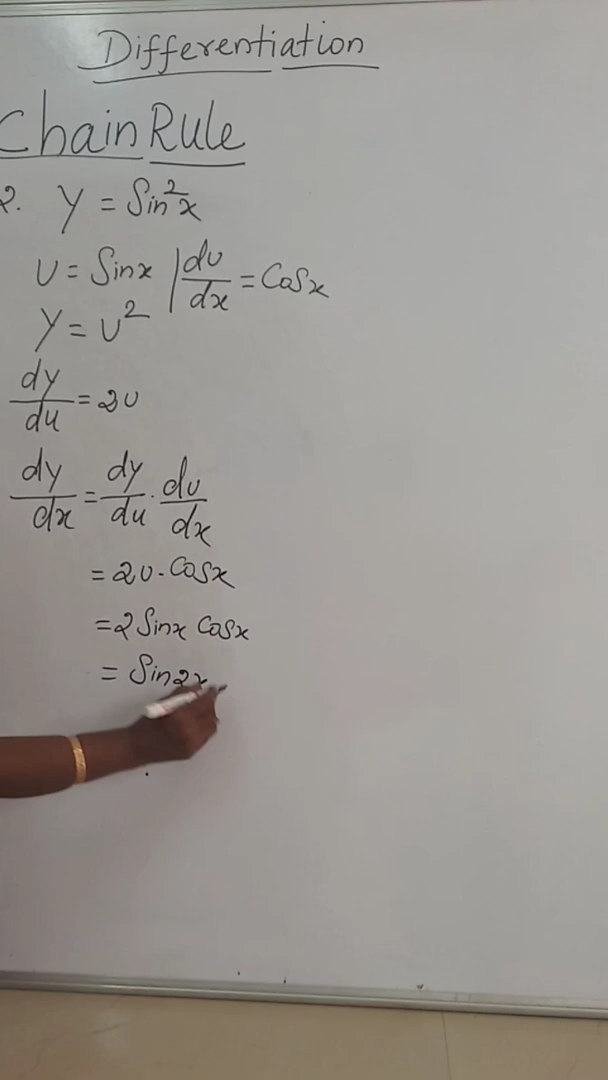 Differentiation
Chain Rule
2. y = Sin²x
u = Sinx | du/dx = Cosx
y = u²
dy/du = 2u
dy/dx = dy/du · du/dx
= 2u · Cosx
= 2 Sinx Cosx
= Sin2x